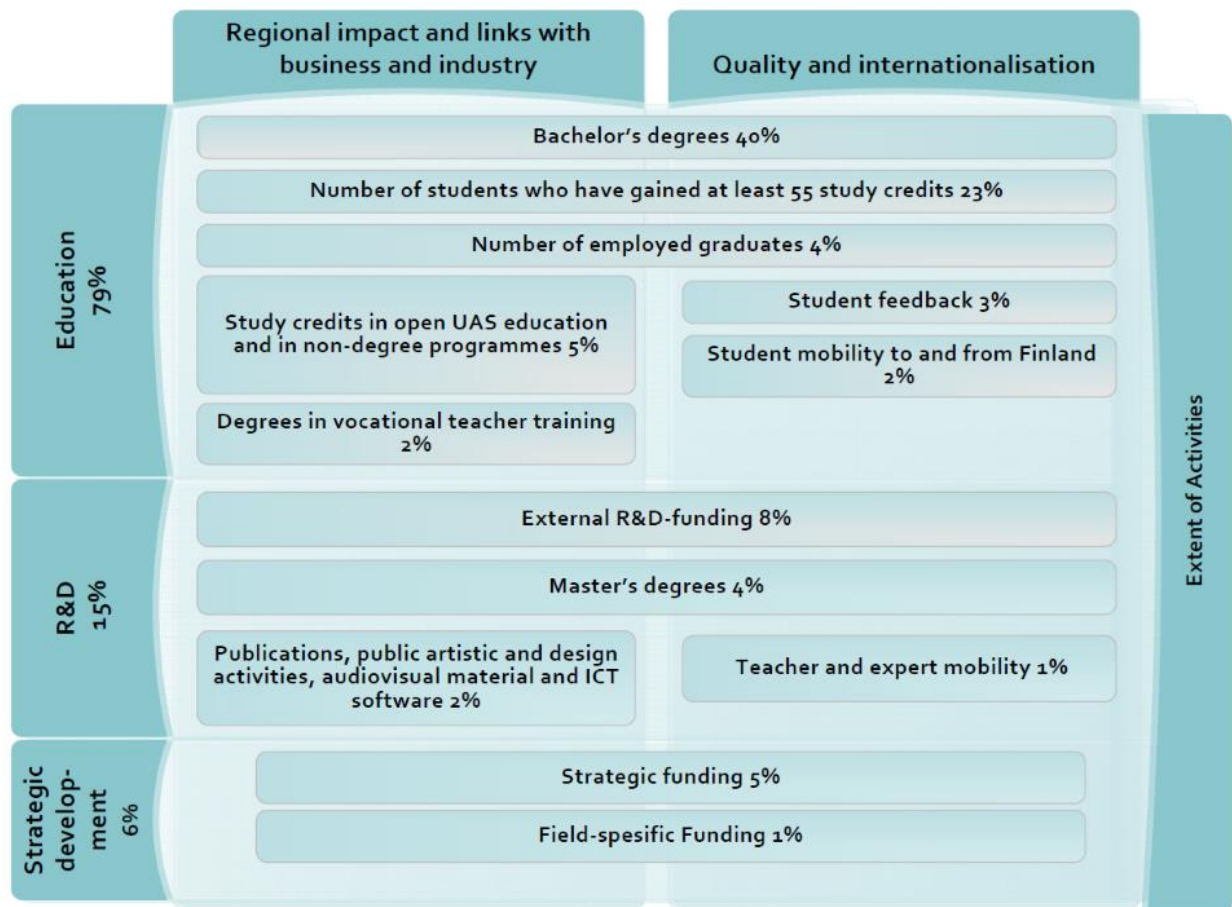 Regional impact and links with
business and industry
Quality and internationalisation
Education
79%
Bachelor's degrees 40%
Number of students who have gained at least 55 study credits 23%
Number of employed graduates 4%
Study credits in open UAS education
and in non-degree programmes 5%
Student feedback 3%
Student mobility to and from Finland
2%
Degrees in vocational teacher training
2%
R&D
15%
External R&D-funding 8%
Master's degrees 4%
Publications, public artistic and design
activities, audiovisual material and ICT
software 2%
Teacher and expert mobility 1%
Strategic
develop-
ment
6%
Strategic funding 5%
Field-spesific Funding 1%
Extent of Activities